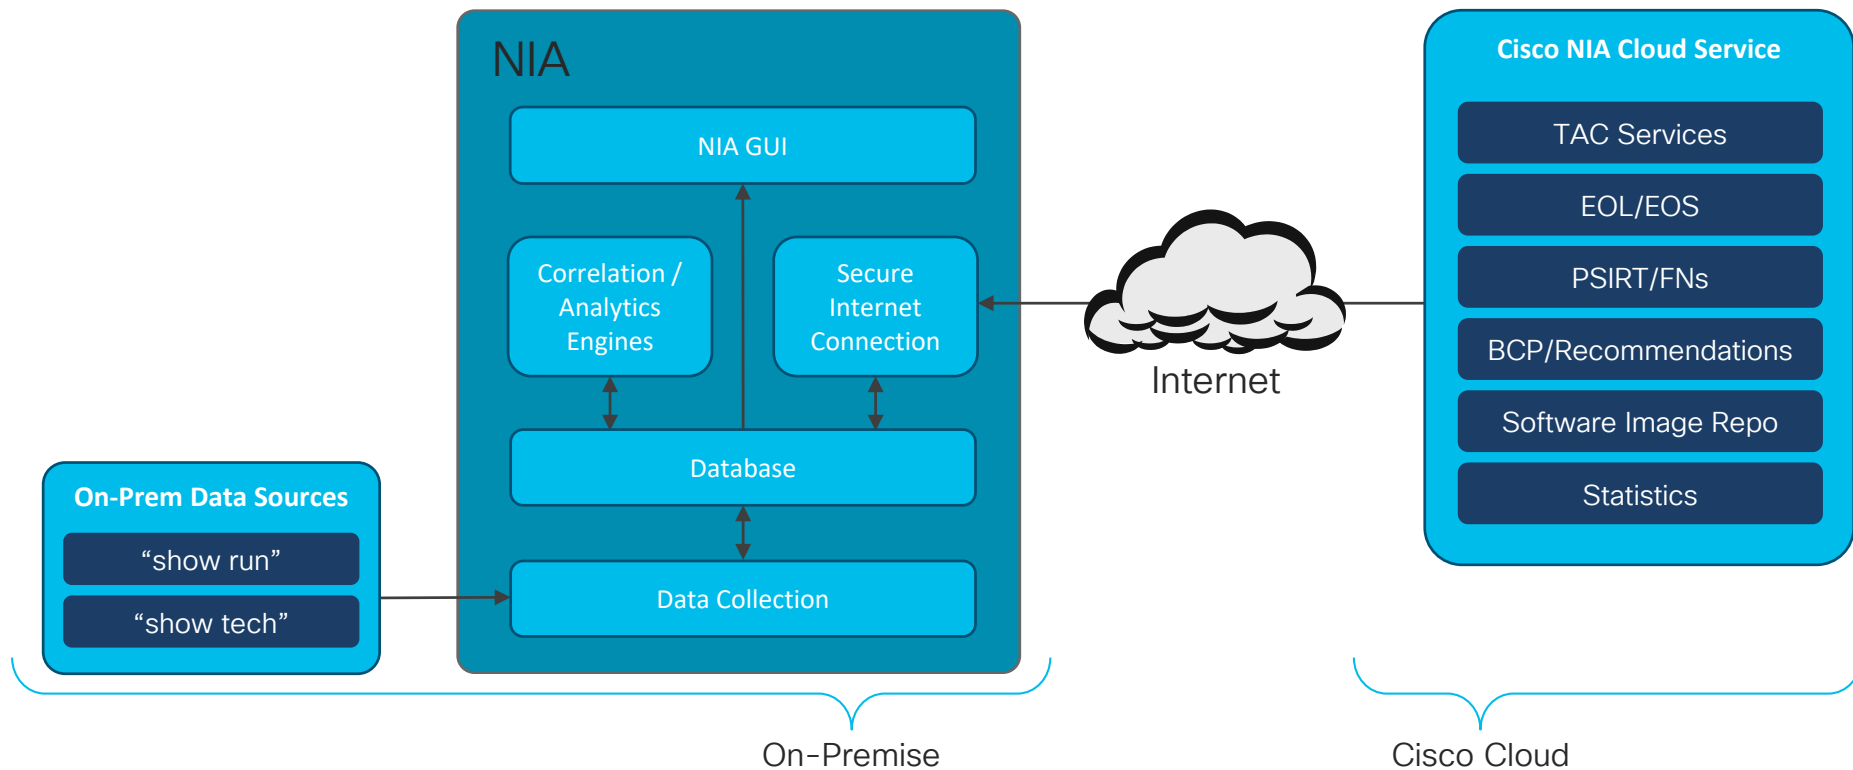 NIA
NIA GUI
Correlation /
Analytics
Engines
Secure
Internet
Connection
Database
Data Collection
On-Prem Data Sources
“show run”
“show tech”
Internet
Cisco NIA Cloud Service
TAC Services
EOL/EOS
PSIRT/FNs
BCP/Recommendations
Software Image Repo
Statistics
On-Premise
Cisco Cloud